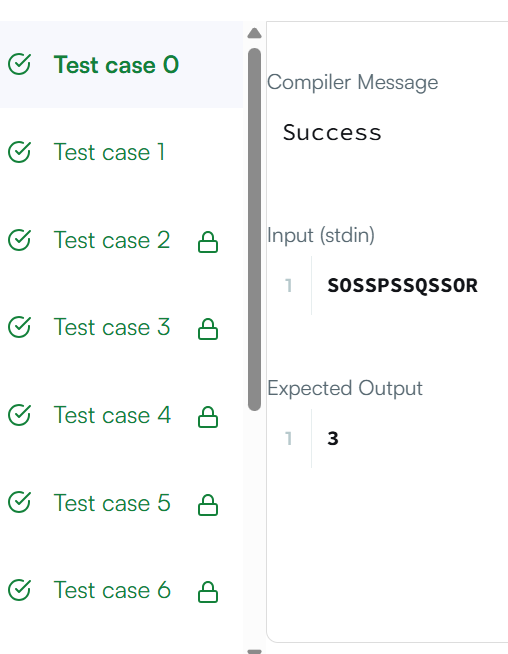 Test case 0
Test case 1
Test case 2
Test case 3
Test case 4
Test case 5
Test case 6
Compiler Message
Success
Input (stdin)
1 SOSSPSSQSSOR
Expected Output
1 3